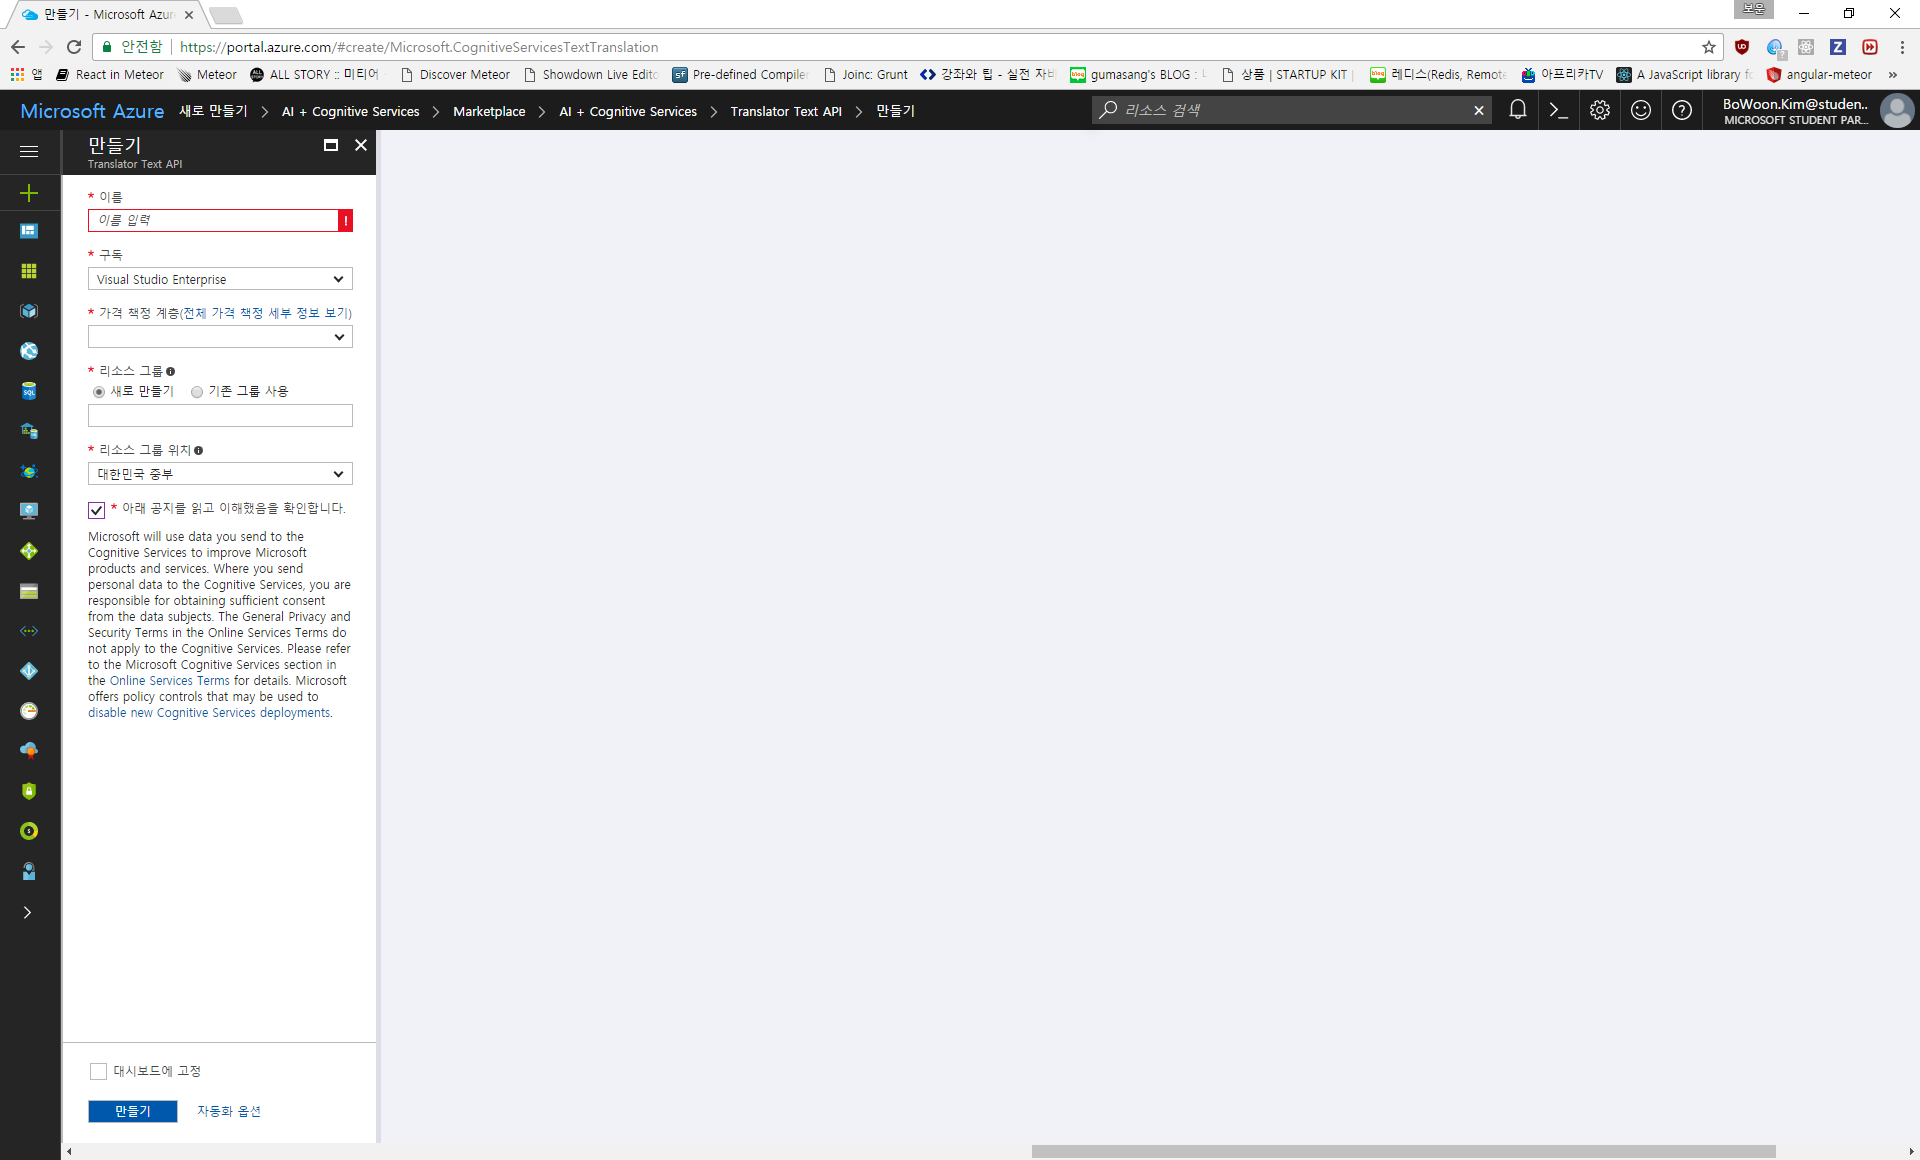 만들기 - Microsoft Azur
보운
안전함
https://portal.azure.com/#create/Microsoft.CognitiveServicesTextTranslation
앱
React in Meteor
Meteor
ALL STORY :: 미티어
Discover Meteor
Showdown Live Edito
Pre-defined Compiler
Joinc: Grunt
강좌와 팁 - 실전 자바
gumasang's BLOG :
상품 | STARTUP KIT |
레디스(Redis, Remote
아프리카TV
A JavaScript library fo
angular-meteor
»
Microsoft Azure
새로 만들기 > AI + Cognitive Services > Marketplace > AI + Cognitive Services > Translator Text API > 만들기
리소스 검색
BoWoon.Kim@studen..
MICROSOFT STUDENT PAR...
만들기
Translator Text API
* 이름
이름 입력
!
* 구독
Visual Studio Enterprise
* 가격 책정 계층(전체 가격 책정 세부 정보 보기)
* 리소스 그룹
새로 만들기
기존 그룹 사용
* 리소스 그룹 위치
대한민국 중부
* 아래 공지를 읽고 이해했음을 확인합니다.
Microsoft will use data you send to the
Cognitive Services to improve Microsoft
products and services. Where you send
personal data to the Cognitive Services, you are
responsible for obtaining sufficient consent
from the data subjects. The General Privacy and
Security Terms in the Online Services Terms do
not apply to the Cognitive Services. Please refer
to the Microsoft Cognitive Services section in
the Online Services Terms for details. Microsoft
offers policy controls that may be used to
disable new Cognitive Services deployments.
SQL
대시보드에 고정
만들기
자동화 옵션